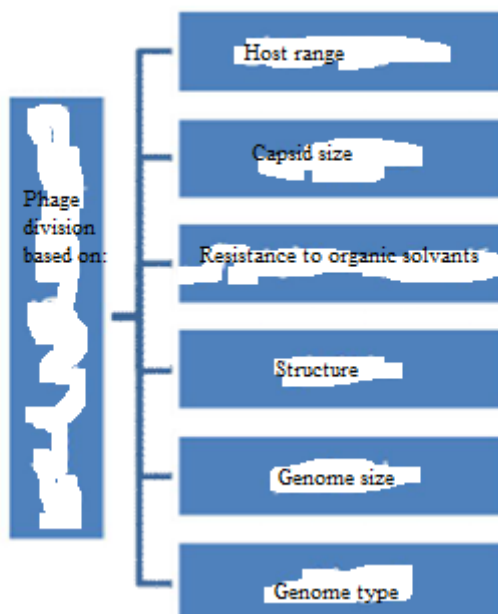 Phage
division
based on:
Host range
Capsid size
Resistance to organic solvants
Structure
Genome size
Genome type